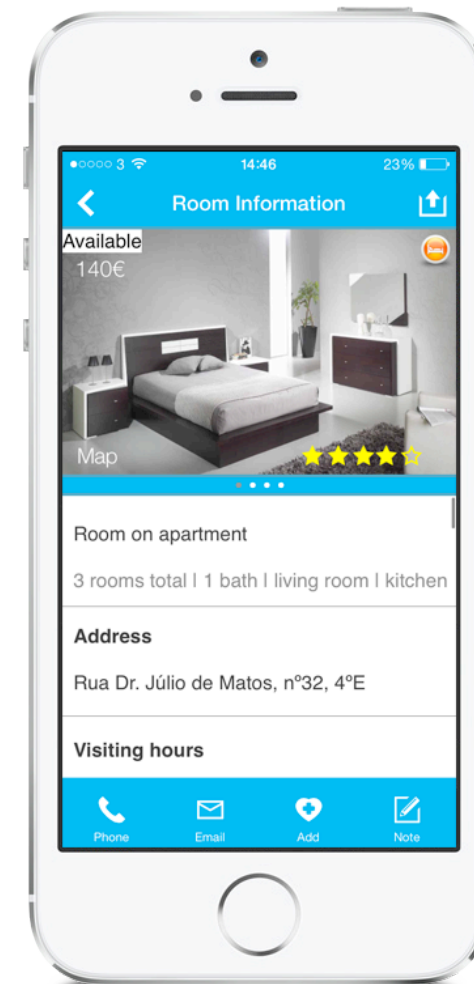 3 14:46 23%
Room Information
Available
140€
Map
Room on apartment
3 rooms total l 1 bath l living room l kitchen
Address
Rua Dr. Júlio de Matos, nº32, 4ºE
Visiting hours
Phone Email Add Note